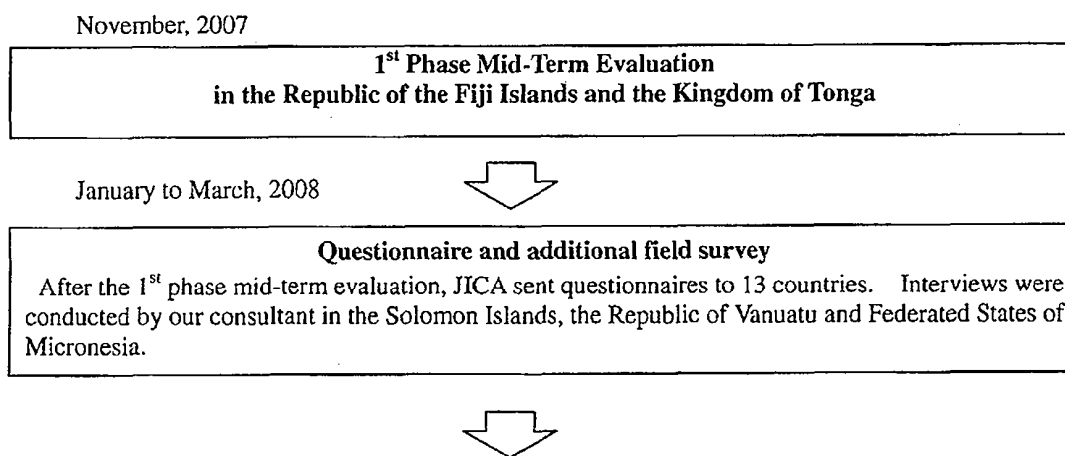 November, 2007
1st Phase Mid-Term Evaluation
in the Republic of the Fiji Islands and the Kingdom of Tonga
January to March, 2008
Questionnaire and additional field survey
After the 1st phase mid-term evaluation, JICA sent questionnaires to 13 countries. Interviews were
conducted by our consultant in the Solomon Islands, the Republic of Vanuatu and Federated States of
Micronesia.